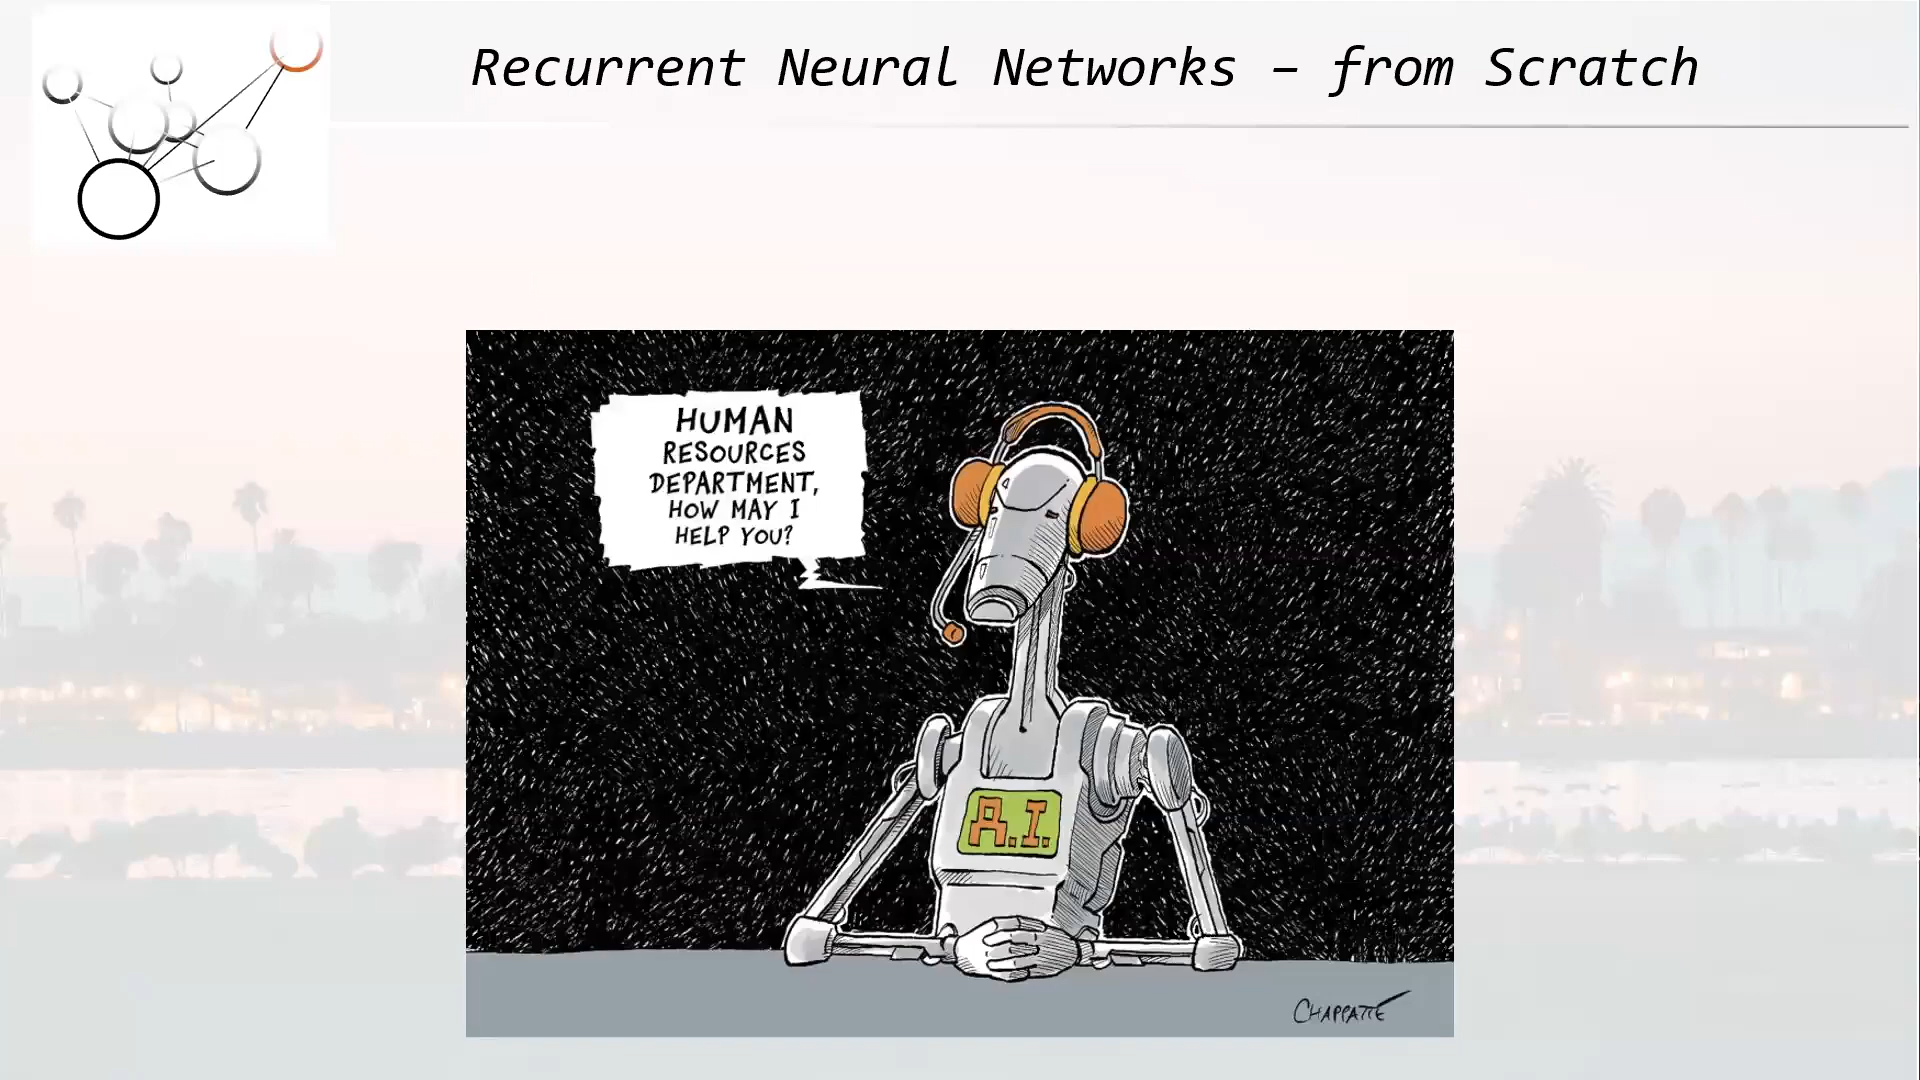 Recurrent Neural Networks – from Scratch
HUMAN
RESOURCES
DEPARTMENT,
HOW MAY I
HELP YOU?
A.I.
CHAPPATTE